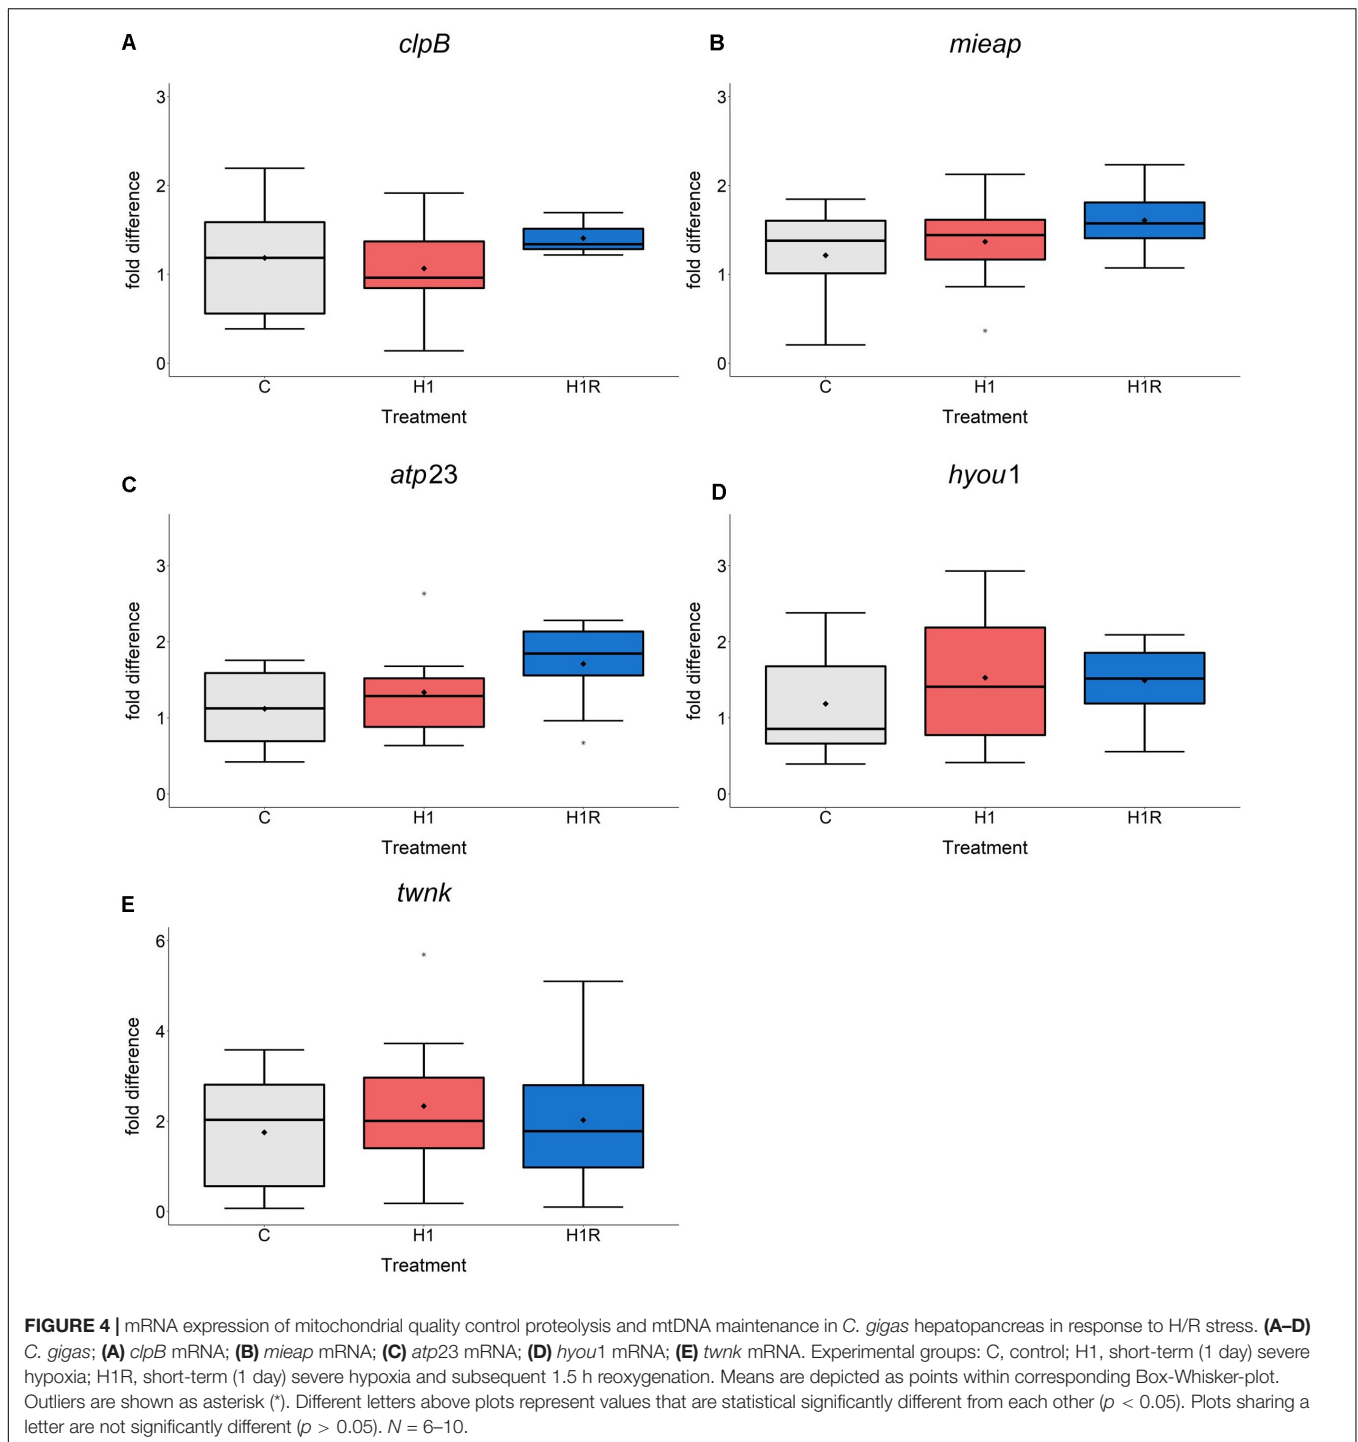 A
clpB
3
2
1
0
fold difference
C H1 H1R
Treatment
B
mieap
3
2
1
0
fold difference
C H1 H1R
Treatment
C
atp23
3
2
1
0
fold difference
C H1 H1R
Treatment
D
hyou1
3
2
1
0
fold difference
C H1 H1R
Treatment
E
twnk
6
4
2
0
fold difference
C H1 H1R
Treatment
FIGURE 4 | mRNA expression of mitochondrial quality control proteolysis and mtDNA maintenance in C. gigas hepatopancreas in response to H/R stress. (A–D)
C. gigas; (A) clpB mRNA; (B) mieap mRNA; (C) atp23 mRNA; (D) hyou1 mRNA; (E) twnk mRNA. Experimental groups: C, control; H1, short-term (1 day) severe
hypoxia; H1R, short-term (1 day) severe hypoxia and subsequent 1.5 h reoxygenation. Means are depicted as points within corresponding Box-Whisker-plot.
Outliers are shown as asterisk (*). Different letters above plots represent values that are statistical significantly different from each other (p < 0.05). Plots sharing a
letter are not significantly different (p > 0.05). N = 6–10.